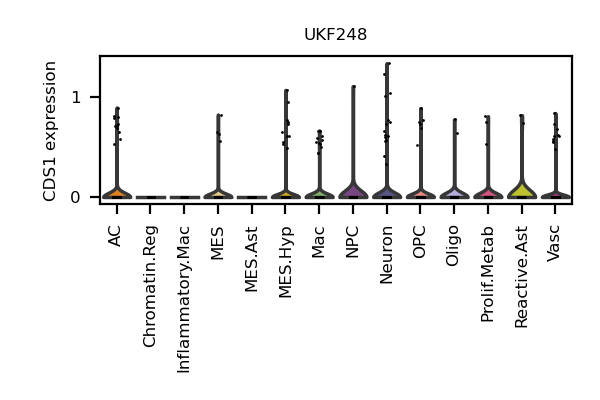 UKF248
CDS1 expression
1
0
AC
Chromatin.Reg
Inflammatory.Mac
MES
MES.Ast
MES.Hyp
Mac
NPC
Neuron
OPC
Oligo
Prolif.Metab
Reactive.Ast
Vasc